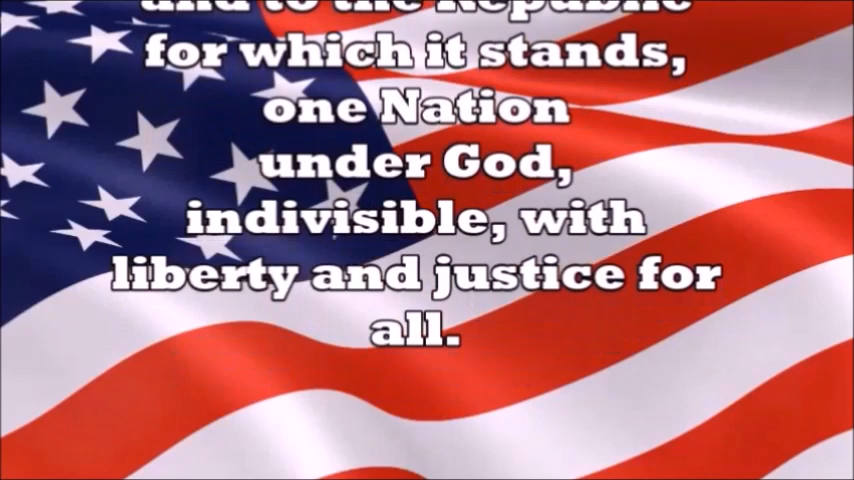 and to the Republic
for which it stands,
one Nation
under God,
indivisible, with
liberty and justice for
all.